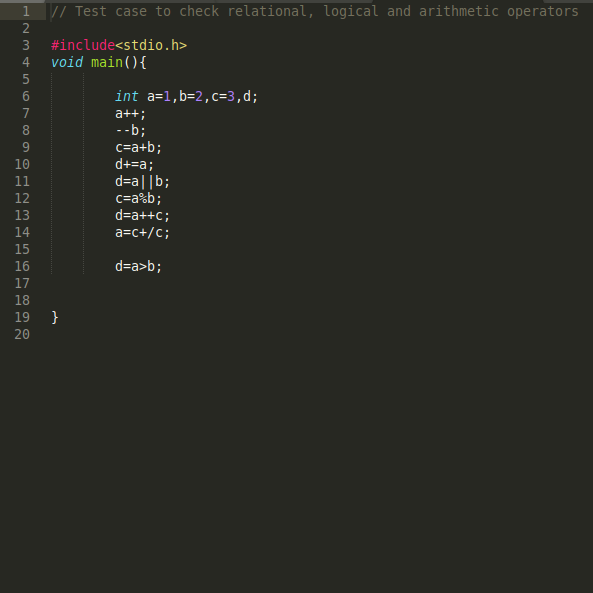 1 // Test case to check relational, logical and arithmetic operators
2
3 #include<stdio.h>
4 void main(){
5
6 int a=1,b=2,c=3,d;
7 a++;
8 --b;
9 c=a+b;
10 d+=a;
11 d=a||b;
12 c=a%b;
13 d=a++c;
14 a=c+/c;
15
16 d=a>b;
17
18
19 }
20